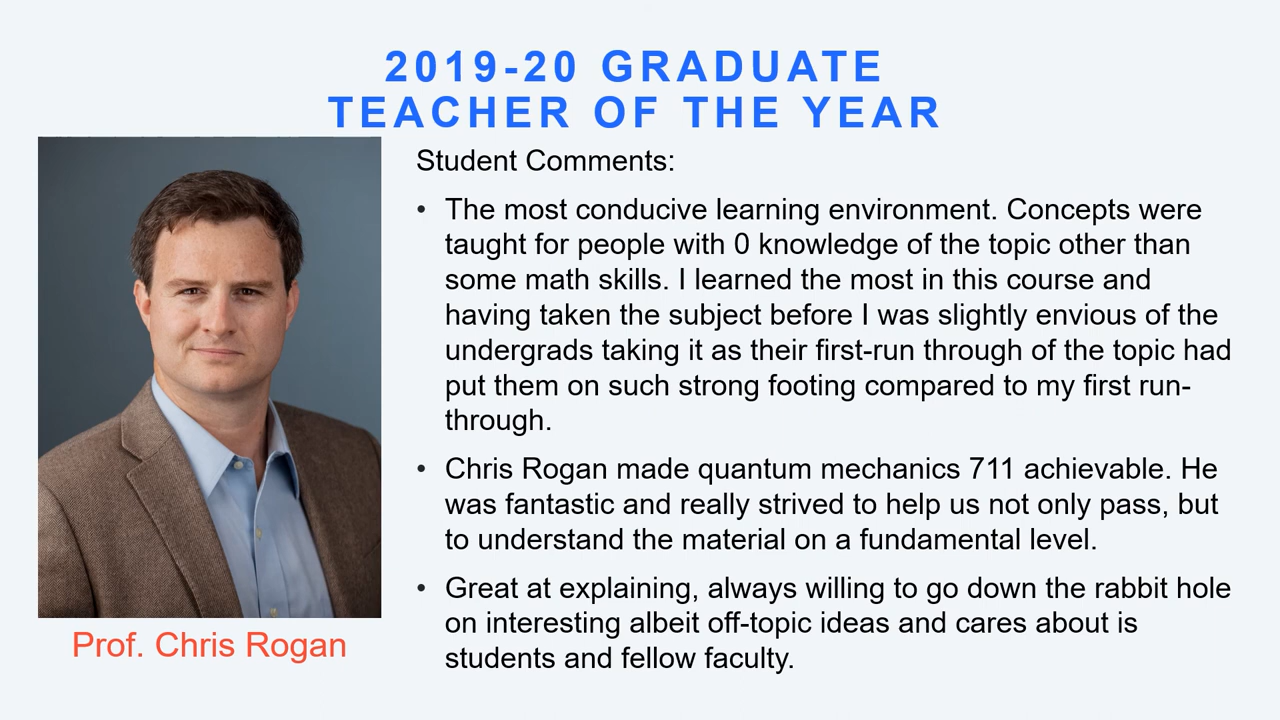 2019-20 GRADUATE
TEACHER OF THE YEAR
Student Comments:
• The most conducive learning environment. Concepts were
taught for people with 0 knowledge of the topic other than
some math skills. I learned the most in this course and
having taken the subject before I was slightly envious of the
undergrads taking it as their first-run through of the topic had
put them on such strong footing compared to my first run-
through.
• Chris Rogan made quantum mechanics 711 achievable. He
was fantastic and really strived to help us not only pass, but
to understand the material on a fundamental level.
• Great at explaining, always willing to go down the rabbit hole
on interesting albeit off-topic ideas and cares about is
students and fellow faculty.
Prof. Chris Rogan